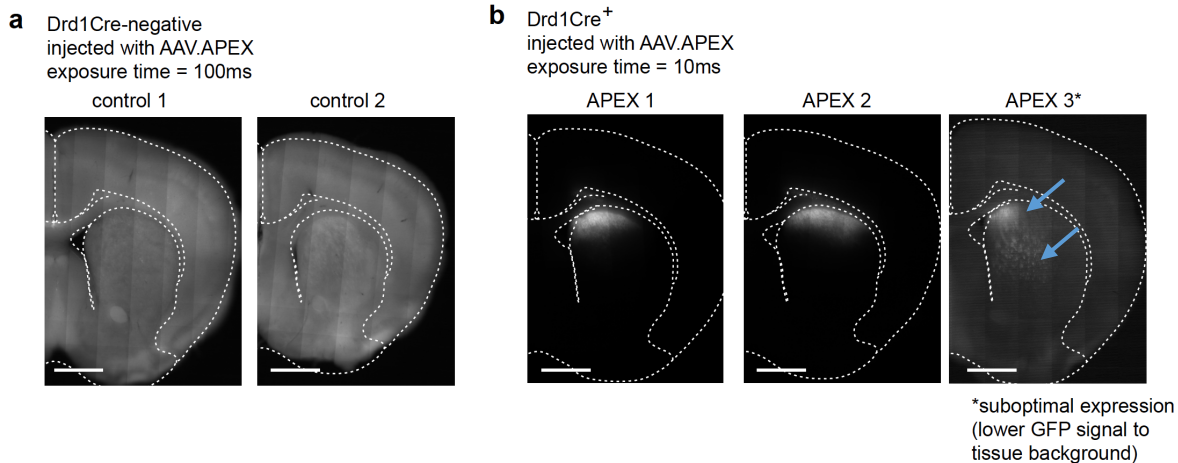 a
Drd1Cre-negative
injected with AAV.APEX
exposure time = 100ms
control 1
control 2
b
Drd1Cre+
injected with AAV.APEX
exposure time = 10ms
APEX 1
APEX 2
APEX 3*
*suboptimal expression
(lower GFP signal to
tissue background)